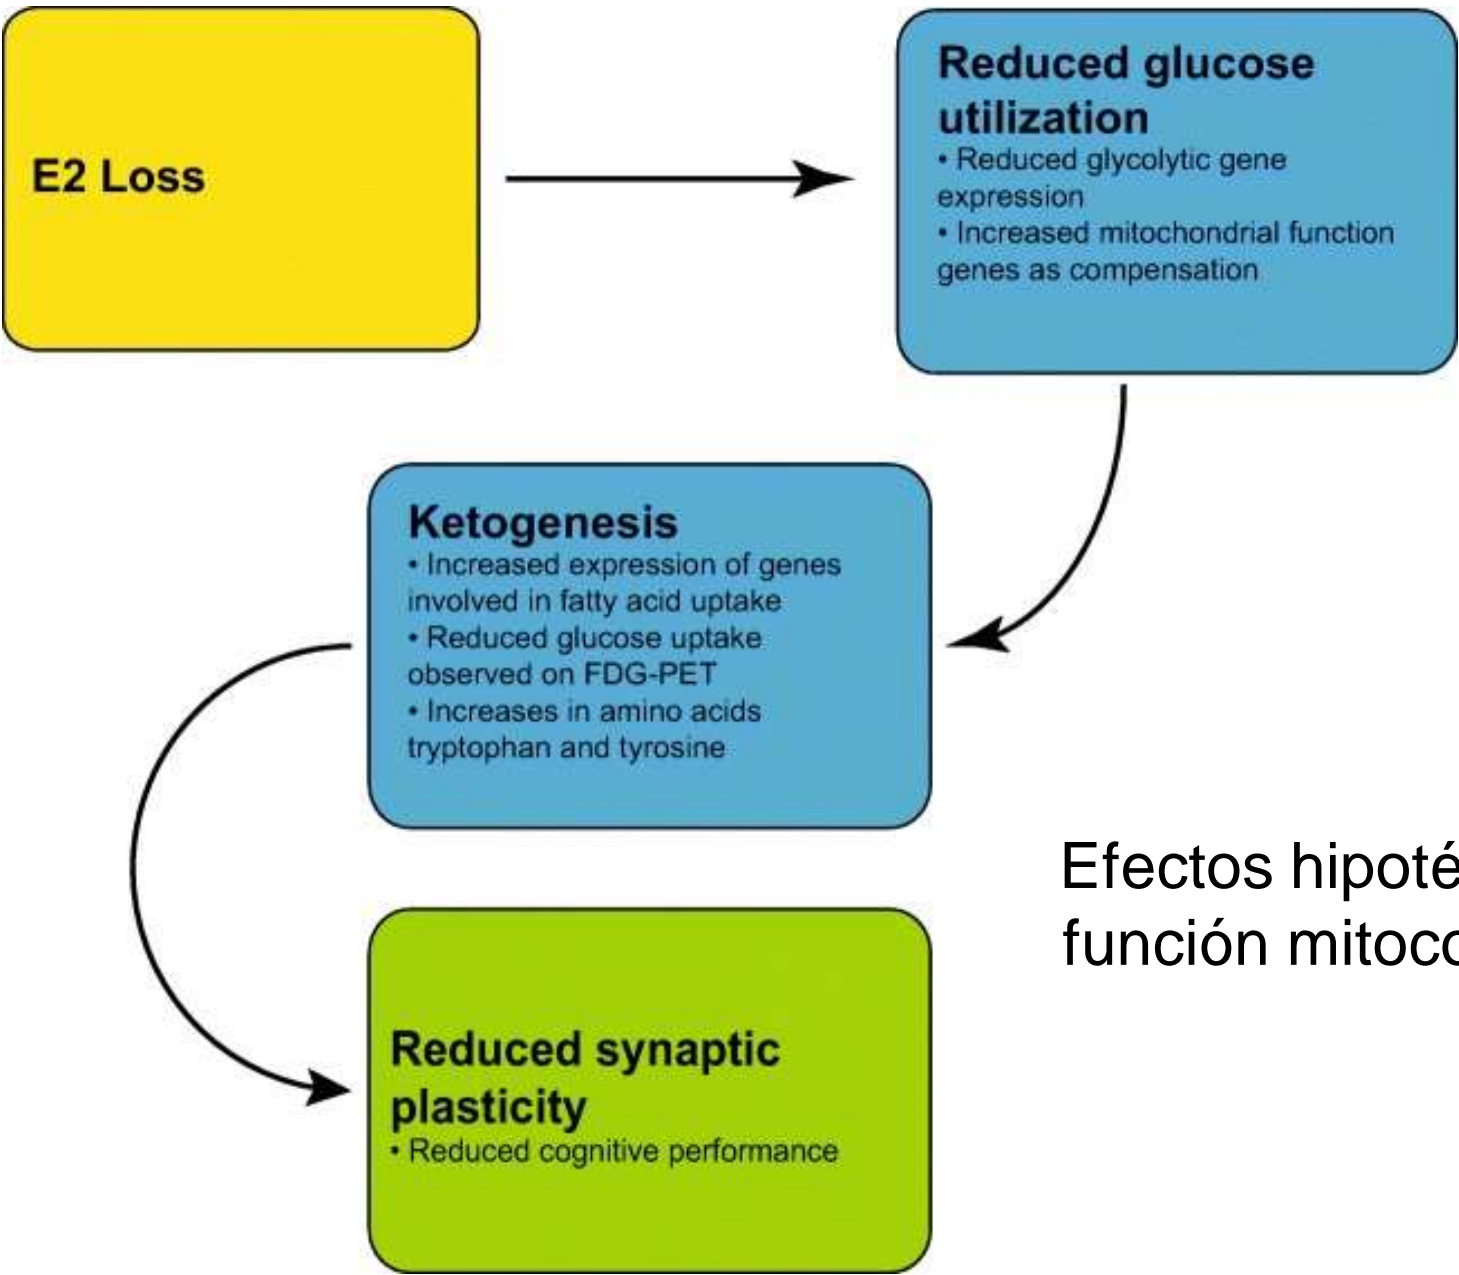 E2 Loss
Reduced glucose
utilization
• Reduced glycolytic gene
expression
• Increased mitochondrial function
genes as compensation
Ketogenesis
• Increased expression of genes
involved in fatty acid uptake
• Reduced glucose uptake
observed on FDG-PET
• Increases in amino acids
tryptophan and tyrosine
Efectos
función
Reduced synaptic
plasticity
• Reduced cognitive performance